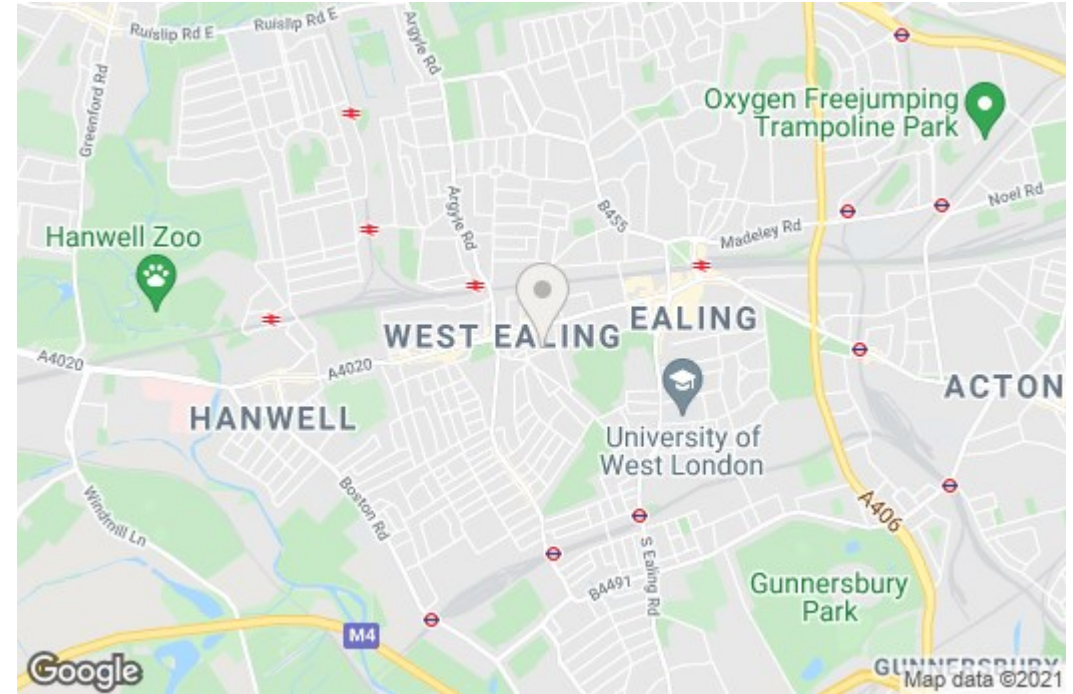 Ruislip Rd E
Ruislip Rd E
Argyle Rd
Greenford Rd
Oxygen Freejumping
Trampoline Park
Noel Rd
Argyle Rd
B455
Madeley Rd
Hanwell Zoo
WEST EALING
EALING
A4020
A4020
ACTON
HANWELL
University of
West London
Boston Rd
Windmill Ln
A406
S Ealing Rd
B4491
Gunnersbury
Park
M4
GUNNERSBURY
Google
Map data ©2021